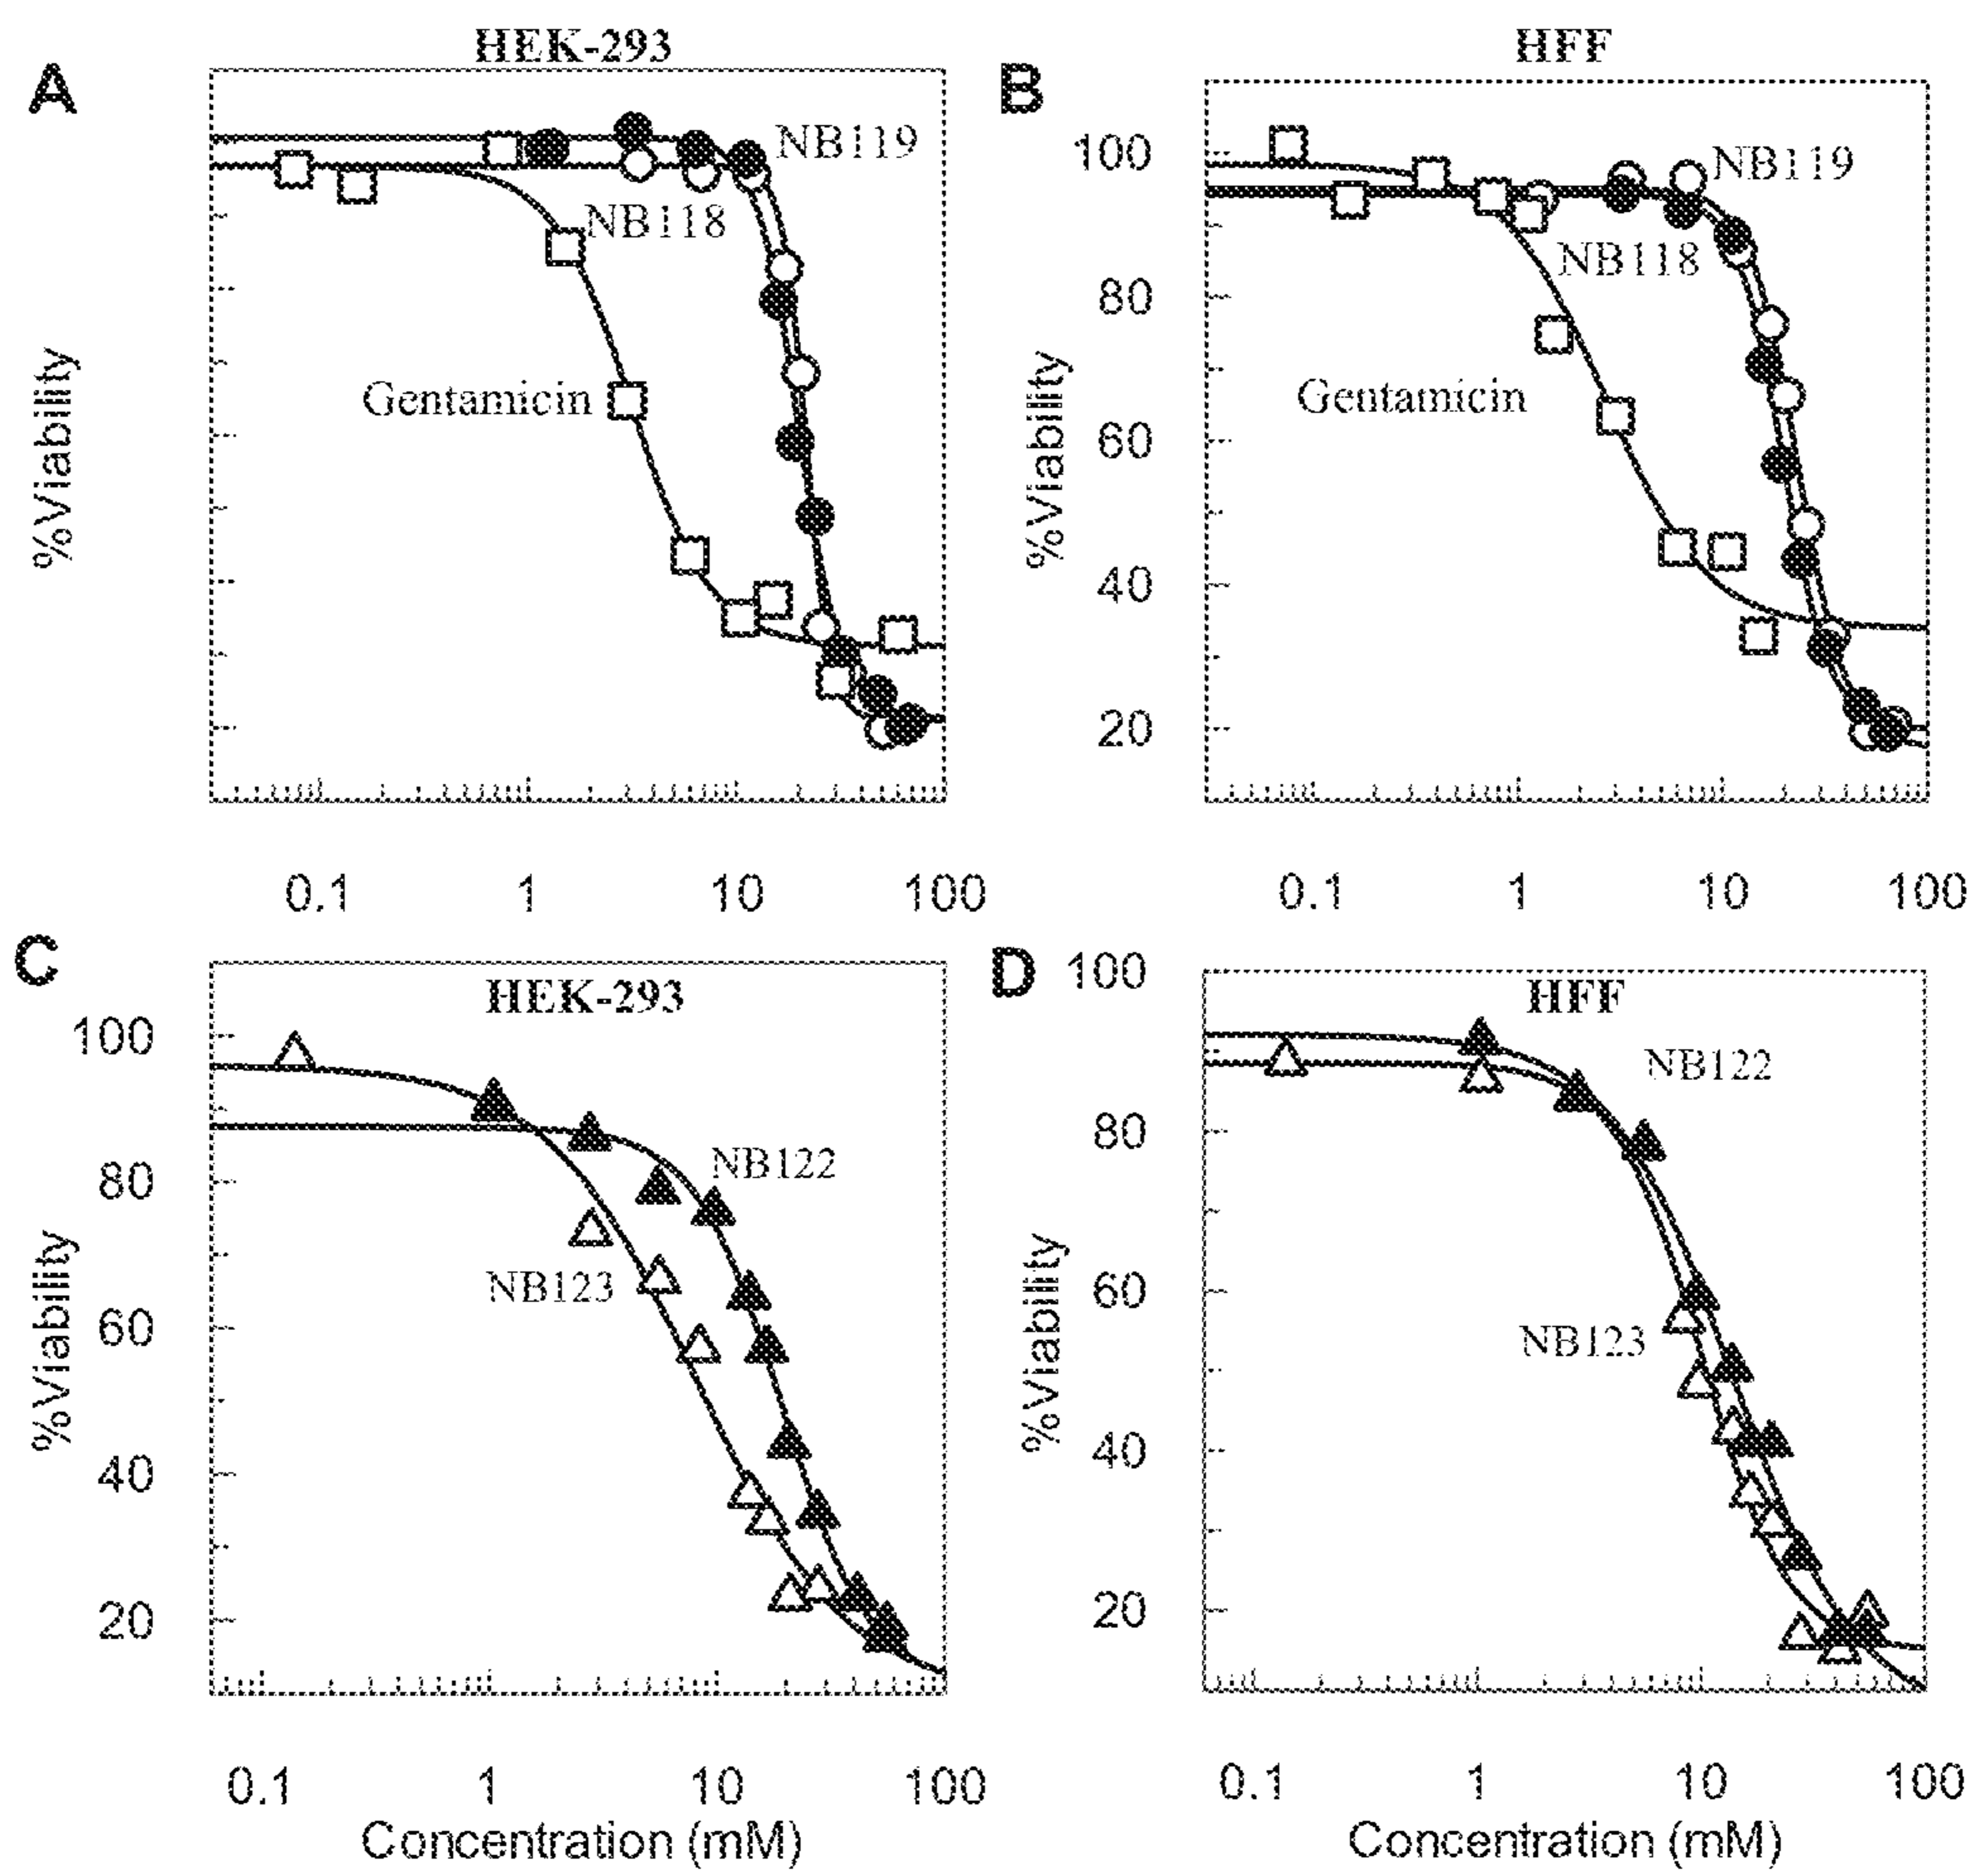 A
HEK-293
NB119
NB118
Gentamicin
%Viability
0.1 1 10 100
B
HFF
100
80
60
40
20
NB119
NB118
Gentamicin
%Viability
0.1 1 10 100
C
HEK-293
100
80
60
40
20
NB122
NB123
%Viability
0.1 1 10 100
Concentration (mM)
D
HFF
100
80
60
40
20
NB122
NB123
%Viability
0.1 1 10 100
Concentration (mM)